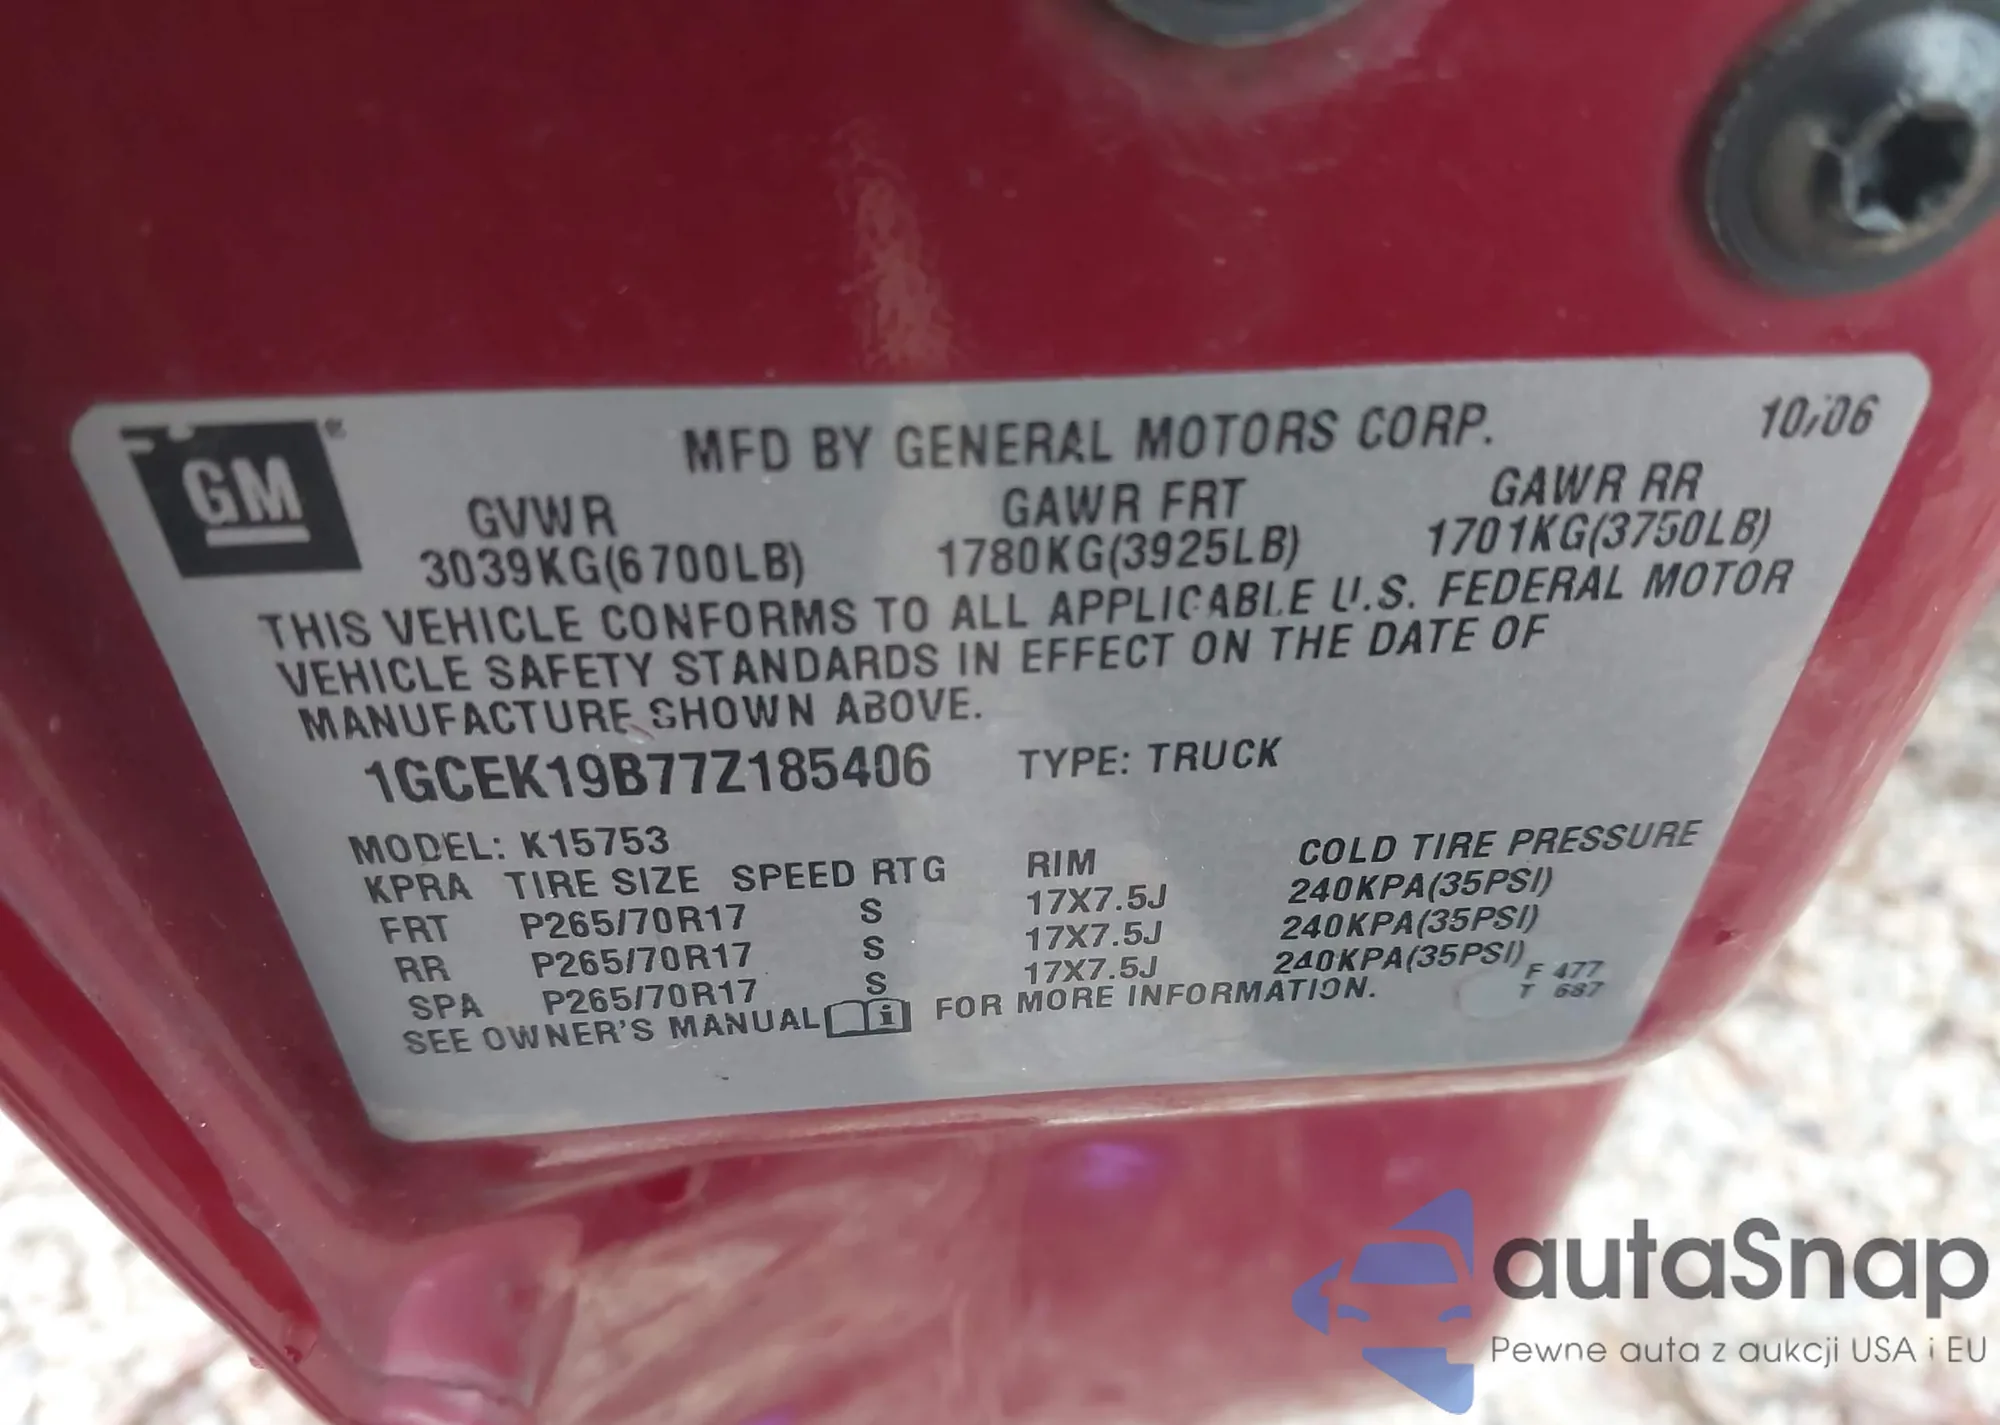 GM ®
MFD BY GENERAL MOTORS CORP.
10/06
GVWR GAWR FRT GAWR RR
3039KG(6700LB) 1780KG(3925LB) 1701KG(3750LB)
THIS VEHICLE CONFORMS TO ALL APPLICABLE U.S. FEDERAL MOTOR
VEHICLE SAFETY STANDARDS IN EFFECT ON THE DATE OF
MANUFACTURE SHOWN ABOVE.
1GCEK19B77Z185406 TYPE: TRUCK
MODEL: K15753
KPRA TIRE SIZE SPEED RTG RIM COLD TIRE PRESSURE
FRT P265/70R17 S 17X7.5J 240KPA(35PSI)
RR P265/70R17 S 17X7.5J 240KPA(35PSI)
SPA P265/70R17 S 17X7.5J 240KPA(35PSI)
SEE OWNER'S MANUAL i FOR MORE INFORMATION.
F 477
T 687
autaSnap
Pewne auta z aukcji USA i EU